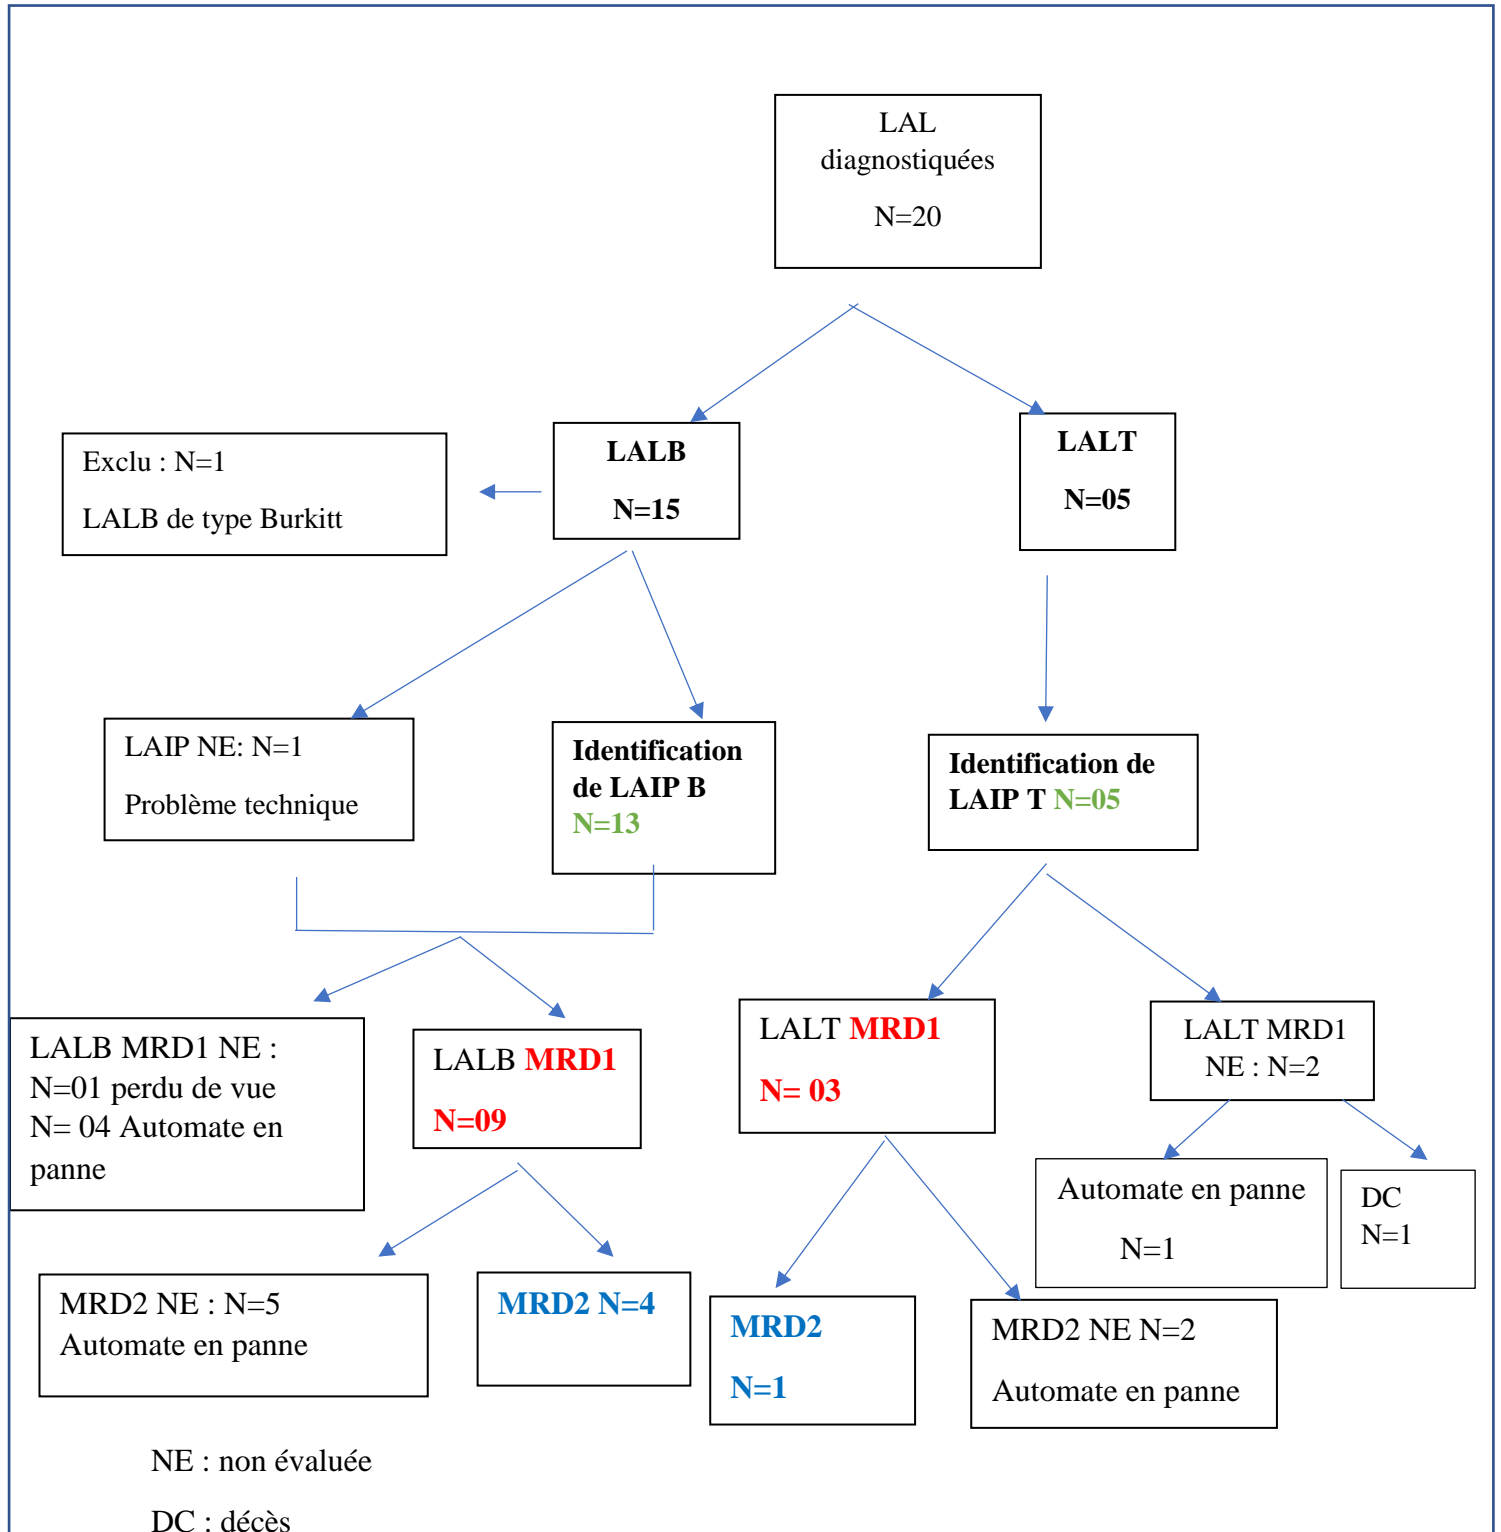 LAL
diagnostiquées
N=20
Exclu : N=1
LALB de type Burkitt
LALB
N=15
LALT
N=05
LAIP NE: N=1
Problème technique
Identification
de LAIP B
N=13
Identification de
LAIP T N=05
LALB MRD1 NE :
N=01 perdu de vue
N= 04 Automate en
panne
LALB MRD1
N=09
LALT MRD1
N= 03
LALT MRD1
NE : N=2
Automate en panne
N=1
DC
N=1
MRD2 NE : N=5
Automate en panne
MRD2 N=4
MRD2
N=1
MRD2 NE N=2
Automate en panne
NE : non évaluée
DC : décès